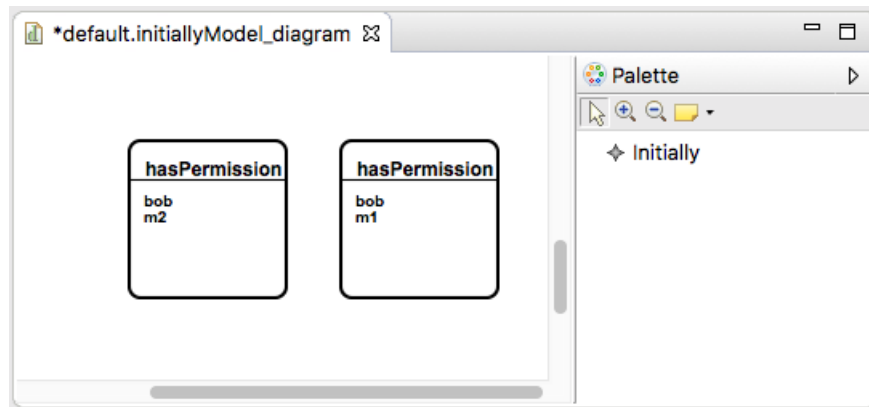 *default.initiallyModel_diagram
Palette
Initially
hasPermission
bob
m2
hasPermission
bob
m1